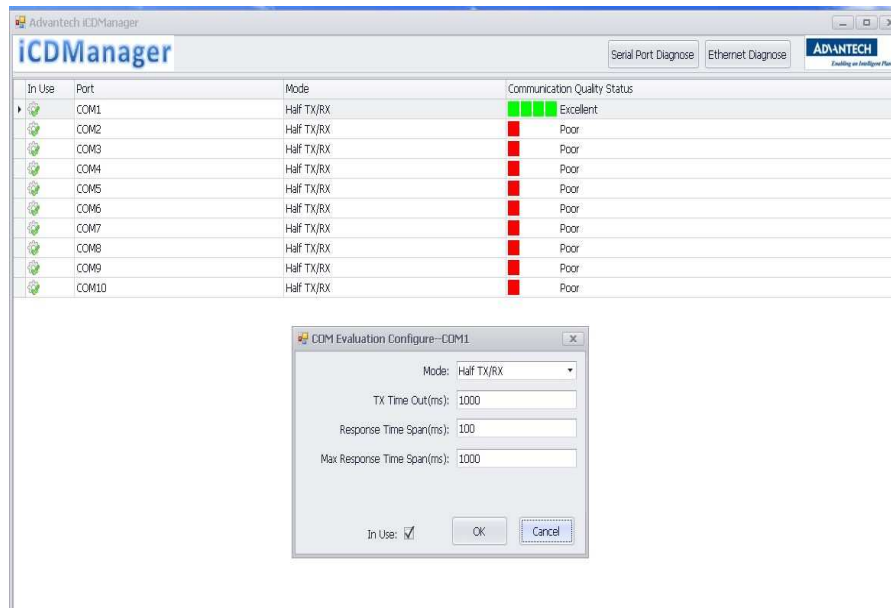 Advantech iCDManager
iCDManager
Serial Port Diagnose
Ethernet Diagnose
ADVANTECH
Enabling an Intelligent Plan
In Use Port Mode Communication Quality Status
COM1 Half TX/RX Excellent
COM2 Half TX/RX Poor
COM3 Half TX/RX Poor
COM4 Half TX/RX Poor
COM5 Half TX/RX Poor
COM6 Half TX/RX Poor
COM7 Half TX/RX Poor
COM8 Half TX/RX Poor
COM9 Half TX/RX Poor
COM10 Half TX/RX Poor
COM Evaluation Configure--COM1
Mode: Half TX/RX
TX Time Out(ms): 1000
Response Time Span(ms): 100
Max Response Time Span(ms): 1000
In Use: OK Cancel